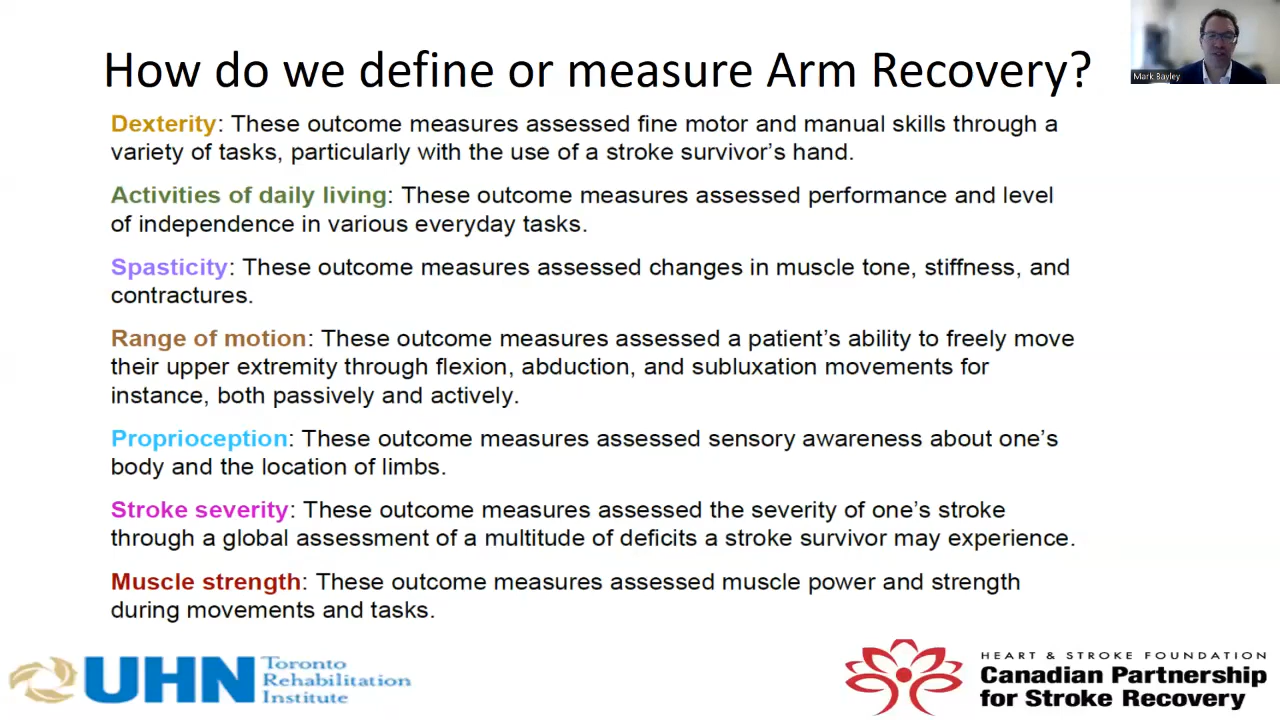 How do we define or measure Arm Recovery?
Mark Bayley
Dexterity: These outcome measures assessed fine motor and manual skills through a
variety of tasks, particularly with the use of a stroke survivor's hand.
Activities of daily living: These outcome measures assessed performance and level
of independence in various everyday tasks.
Spasticity: These outcome measures assessed changes in muscle tone, stiffness, and
contractures.
Range of motion: These outcome measures assessed a patient's ability to freely move
their upper extremity through flexion, abduction, and subluxation movements for
instance, both passively and actively.
Proprioception: These outcome measures assessed sensory awareness about one's
body and the location of limbs.
Stroke severity: These outcome measures assessed the severity of one's stroke
through a global assessment of a multitude of deficits a stroke survivor may experience.
Muscle strength: These outcome measures assessed muscle power and strength
during movements and tasks.
UHN
Toronto
Rehabilitation
Institute
HEART & STROKE FOUNDATION
Canadian Partnership
for Stroke Recovery